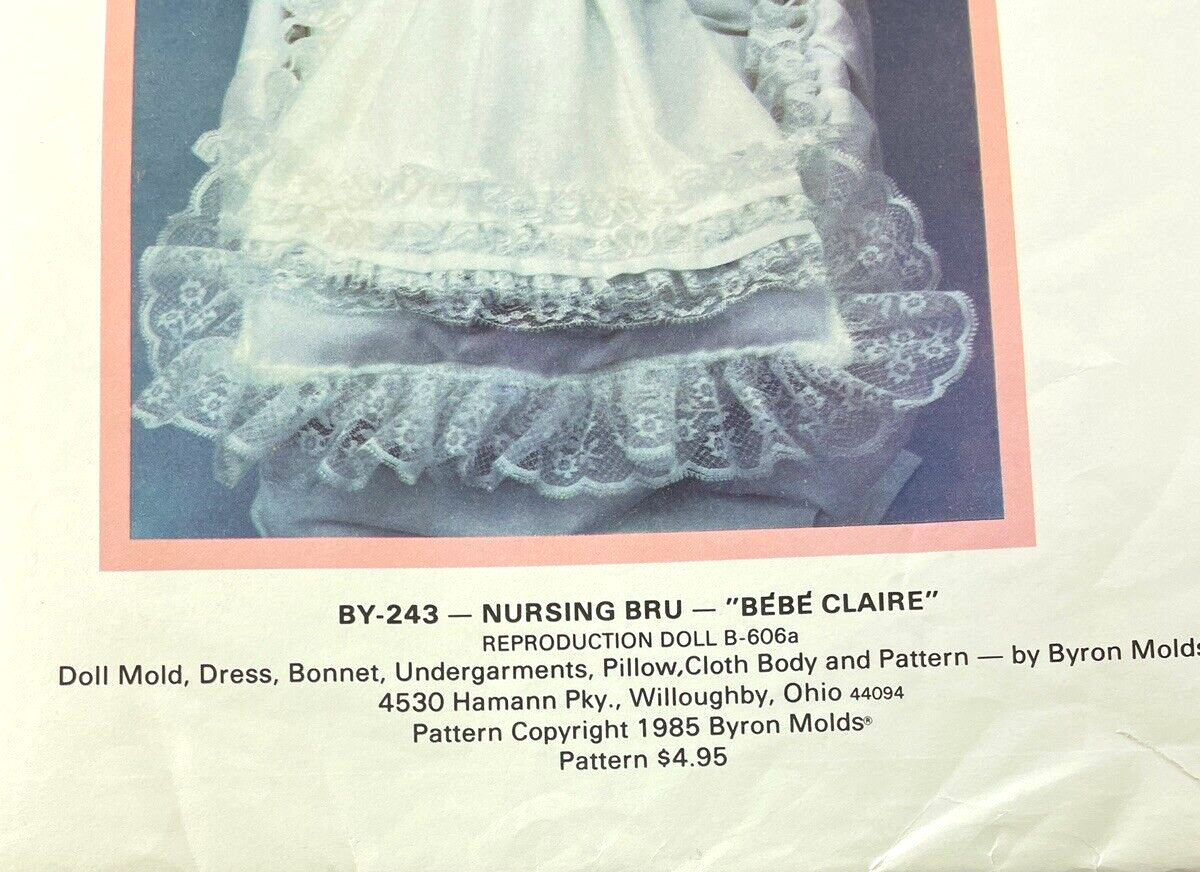 BY-243 — NURSING BRU — "BÉBÉ CLAIRE"
REPRODUCTION DOLL B-606a
Doll Mold, Dress, Bonnet, Undergarments, Pillow,Cloth Body and Pattern — by Byron Molds
4530 Hamann Pky., Willoughby, Ohio 44094
Pattern Copyright 1985 Byron Molds®
Pattern $4.95